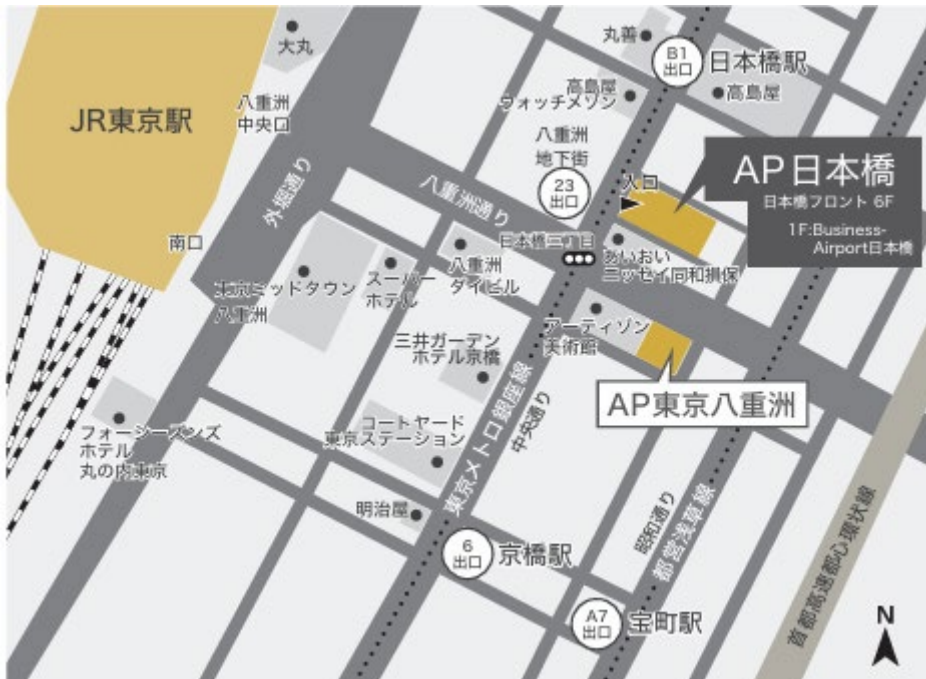 大丸
JR東京駅
八重洲
中央口
南口
外堀通り
丸善
B1
出口
日本橋駅
高島屋
ウォッチメゾン
高島屋
八重洲
地下街
23
出口
入口
AP日本橋
日本橋フロント 6F
1F:Business-
Airport日本橋
八重洲通り
日本橋三丁目
あいおい
ニッセイ同和損保
東京ミッドタウン
八重洲
スーパー
ホテル
八重洲
ダイビル
アーティゾン
美術館
三井ガーデン
ホテル京橋
AP東京八重洲
フォーシーズンズ
ホテル
丸の内東京
コートヤード
東京ステーション
東京メトロ銀座線
中央通り
明治屋
6
出口
京橋駅
昭和通り
都営浅草線
A7
出口
宝町駅
首都高速都心環状線
N